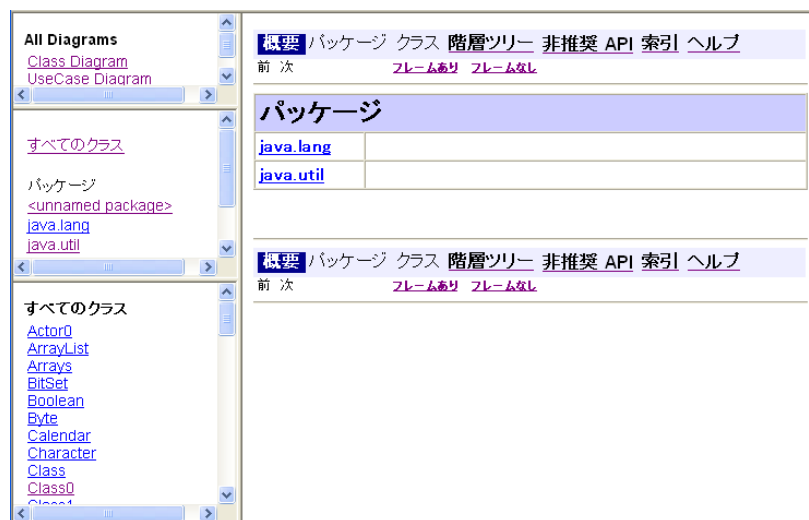 All Diagrams
Class Diagram
UseCase Diagram
すべてのクラス
パッケージ
<unnamed package>
java.lang
java.util
すべてのクラス
Actor0
ArrayList
Arrays
BitSet
Boolean
Byte
Calendar
Character
Class
Class0
Class1
概要 パッケージ クラス 階層ツリー 非推奨 API 索引 ヘルプ
前 次 フレームあり フレームなし
パッケージ
java.lang
java.util
概要 パッケージ クラス 階層ツリー 非推奨 API 索引 ヘルプ
前 次 フレームあり フレームなし